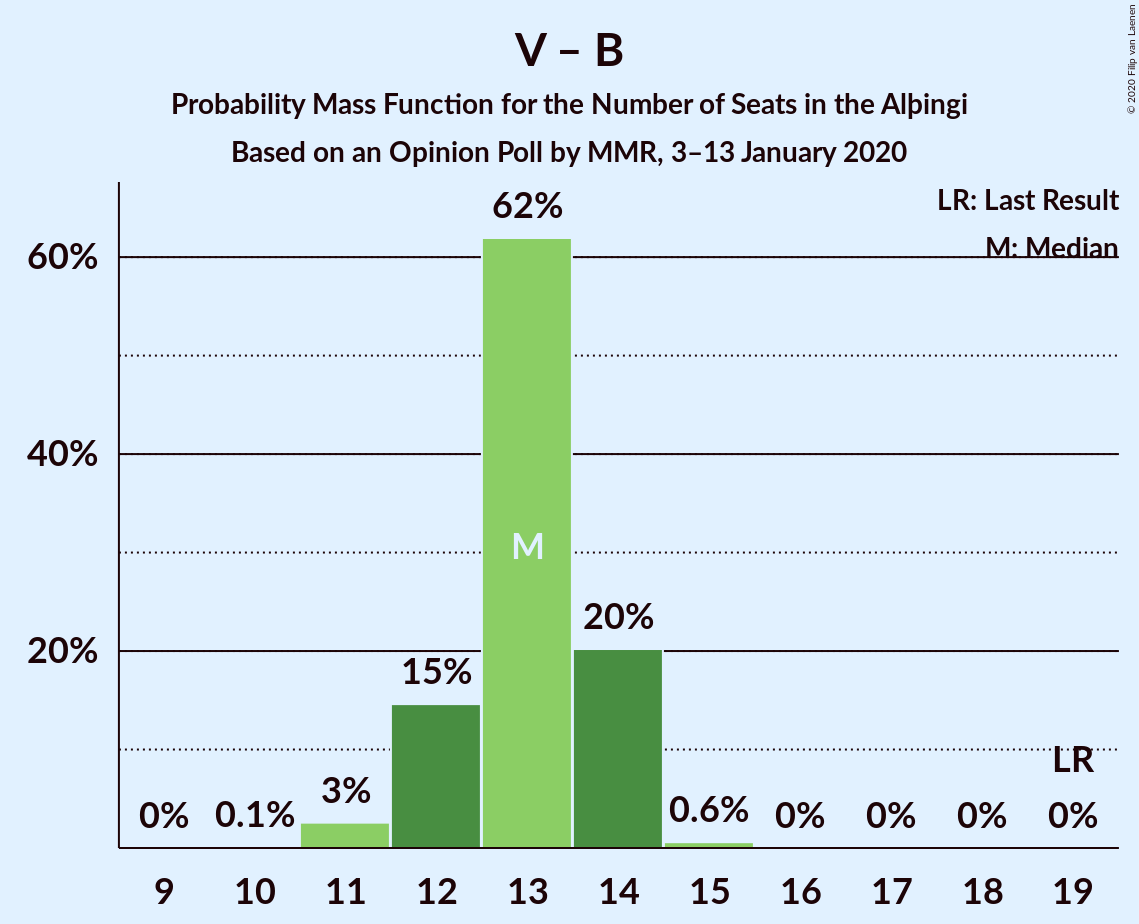 V – B
Probability Mass Function for the Number of Seats in the Alþingi
Based on an Opinion Poll by MMR, 3–13 January 2020
© 2020 Filip van Laenen
LR: Last Result
M: Median
60%
40%
20%
0%
0.1%
3%
15%
62%
M
20%
0.6%
0%
0%
0%
LR
0%
9 10 11 12 13 14 15 16 17 18 19